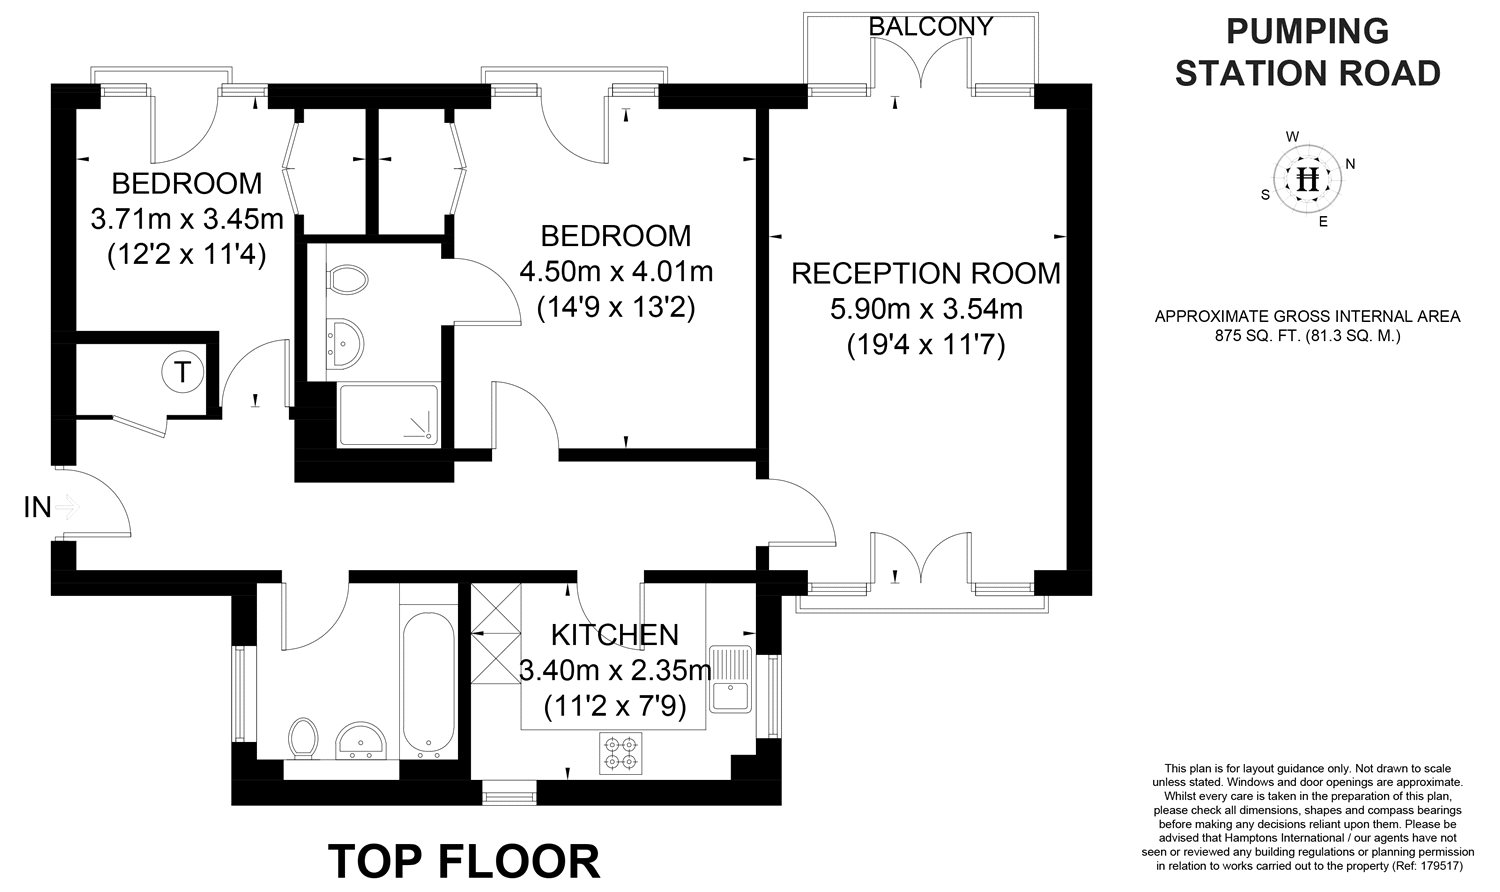 BALCONY
PUMPING
STATION ROAD
W
N
S
E
H
BEDROOM
3.71m x 3.45m
(12'2 x 11'4)
BEDROOM
4.50m x 4.01m
(14'9 x 13'2)
RECEPTION ROOM
5.90m x 3.54m
(19'4 x 11'7)
APPROXIMATE GROSS INTERNAL AREA
875 SQ. FT. (81.3 SQ. M.)
T
IN
KITCHEN
3.40m x 2.35m
(11'2 x 7'9)
TOP FLOOR
This plan is for layout guidance only. Not drawn to scale
unless stated. Windows and door openings are approximate.
Whilst every care is taken in the preparation of this plan,
please check all dimensions, shapes and compass bearings
before making any decisions reliant upon them. Please be
advised that Hamptons International / our agents have not
seen or reviewed any building regulations or planning permission
in relation to works carried out to the property (Ref: 179517)